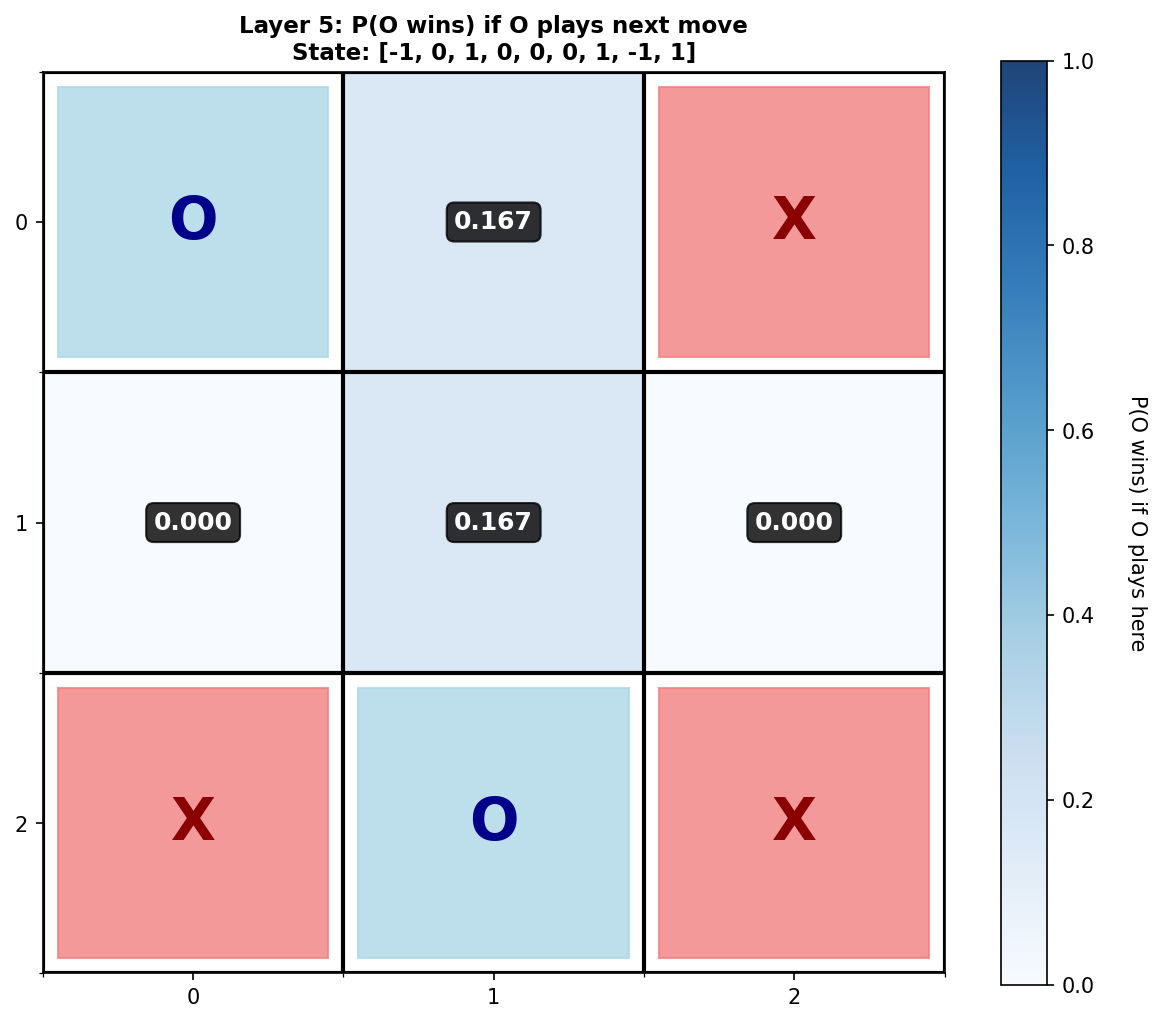 Layer 5: P(O wins) if O plays next move
State: [-1, 0, 1, 0, 0, 0, 1, -1, 1]
1.0
0.8
0.6
0.4
0.2
0.0
P(O wins) if O plays here
0
O
0.167
X
1
0.000
0.167
0.000
2
X
O
X
0
1
2